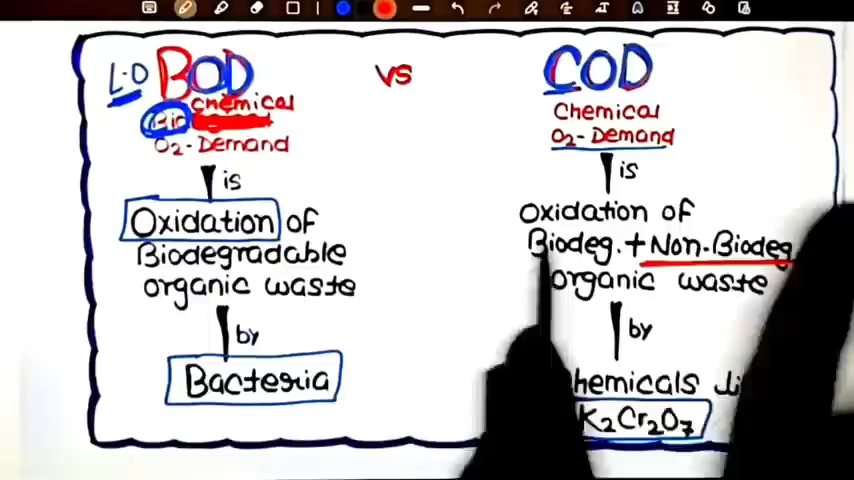 L.D BOD
Bio chemical
O₂-Demand
is
Oxidation of
Biodegradable
organic waste
by
Bacteria
vs
COD
Chemical
O₂-Demand
is
Oxidation of
Biodeg. + Non-Biodeg
organic waste
by
hemicals
K₂Cr₂O₇